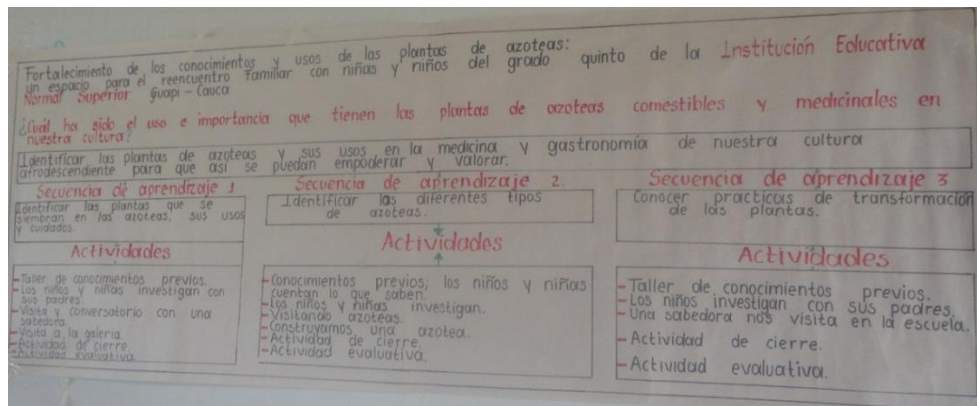 Fortalecimiento de los conocimientos y usos de las plantas de azoteas:
un espacio para el reencuentro Familiar con niñas y niños del grado quinto de la Institución Educativa
Normal Superior Guapi - Cauca
¿Cuál ha sido el uso e importancia que tienen las plantas de azoteas comestibles y medicinales en
nuestra cultura?
Identificar las plantas de azoteas y sus usos en la medicina y gastronomía de nuestra cultura
afrodescendiente para que así se puedan empoderar y valorar.
Secuencia de aprendizaje 1
Identificar las plantas que se
siembran en las azoteas, sus usos
y cuidados.
Actividades
-Taller de conocimientos previos.
-Los niños y niñas investigan con
sus padres.
-Visita y conversatorio con una
sabedora.
-Visita a la galeria.
-Actividad de cierre.
-Actividad evaluativa.
Secuencia de aprendizaje 2.
Identificar las diferentes tipos
de azoteas.
Actividades
-Conocimientos previos; los niños y niñas
cuentan lo que saben.
-Los niños y niñas investigan.
-Visitando azoteas.
-Construyamos una azotea.
-Actividad de cierre.
-Actividad evaluativa.
Secuencia de aprendizaje 3
Conocer practicas de transformación
de las plantas.
Actividades
-Taller de conocimientos previos.
-Los niños investigan con sus padres.
-Una sabedora nos visita en la escuela.
-Actividad de cierre.
-Actividad evaluativa.